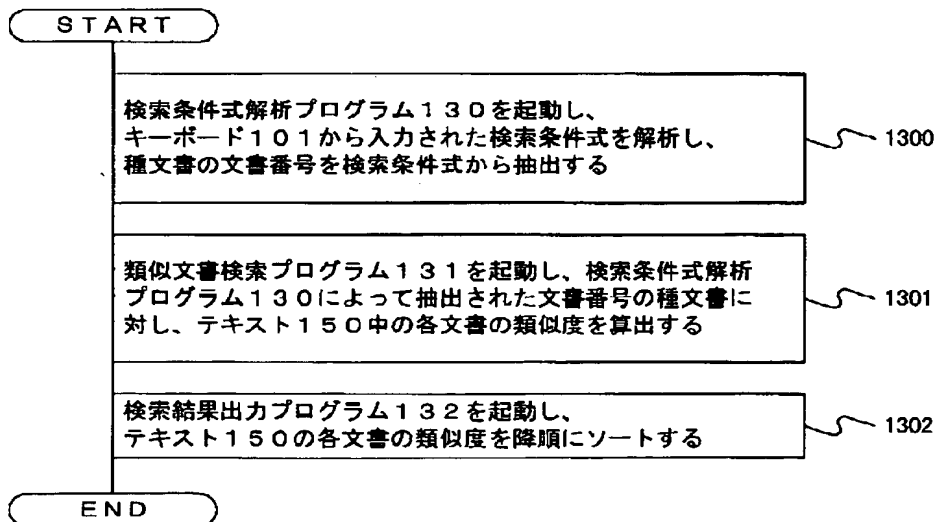 START
検索条件式解析プログラム130を起動し、
キーボード101から入力された検索条件式を解析し、
種文書の文書番号を検索条件式から抽出する
1300
類似文書検索プログラム131を起動し、検索条件式解析
プログラム130によって抽出された文書番号の種文書に
対し、テキスト150中の各文書の類似度を算出する
1301
検索結果出力プログラム132を起動し、
テキスト150の各文書の類似度を降順にソートする
1302
END